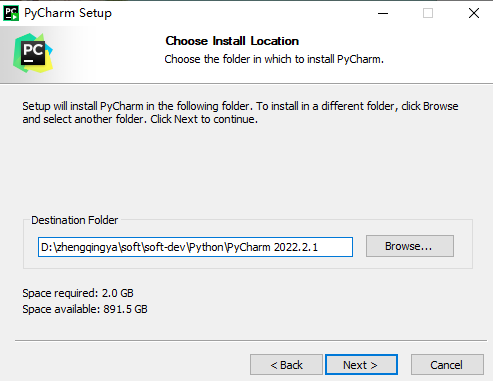 PyCharm Setup
PC
Choose Install Location
Choose the folder in which to install PyCharm.
Setup will install PyCharm in the following folder. To install in a different folder, click Browse
and select another folder. Click Next to continue.
Destination Folder
D:\zhengqingya\soft\soft-dev\Python\PyCharm 2022.2.1
Browse...
Space required: 2.0 GB
Space available: 891.5 GB
< Back
Next >
Cancel